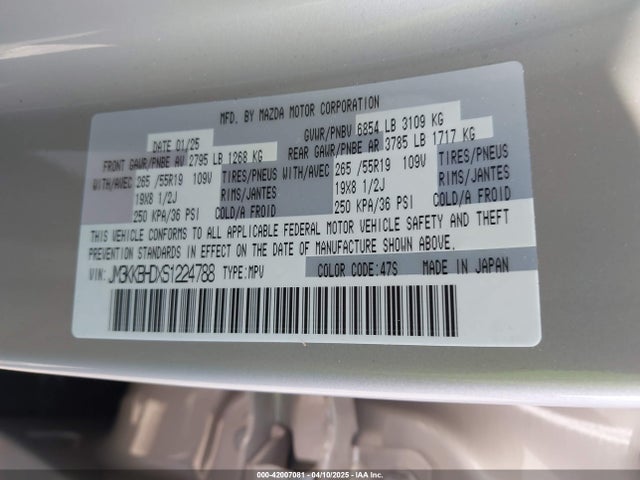 MFD. BY MAZDA MOTOR CORPORATION
DATE 01/25 GVWR/PNBV 6854 LB 3109 KG
FRONT GAWR/PNBE AV 2795 LB 1268 KG REAR GAWR/PNBE AR 3785 LB 1717 KG
WITH/AVEC 265 /55R19 109V TIRES/PNEUS WITH/AVEC 265 /55R19 109V TIRES/PNEUS
19X8 1/2J RIMS/JANTES 19X8 1/2J RIMS/JANTES
250 KPA/36 PSI COLD/A FROID 250 KPA/36 PSI COLD/A FROID
THIS VEHICLE CONFORMS TO ALL APPLICABLE FEDERAL MOTOR VEHICLE SAFETY AND THEFT
PREVENTION STANDARDS IN EFFECT ON THE DATE OF MANUFACTURE SHOWN ABOVE.
VIN: JM3KKBHDXS1224788 TYPE:MPV COLOR CODE:47S MADE IN JAPAN
000-42007081 - 04/10/2025 - IAA Inc.